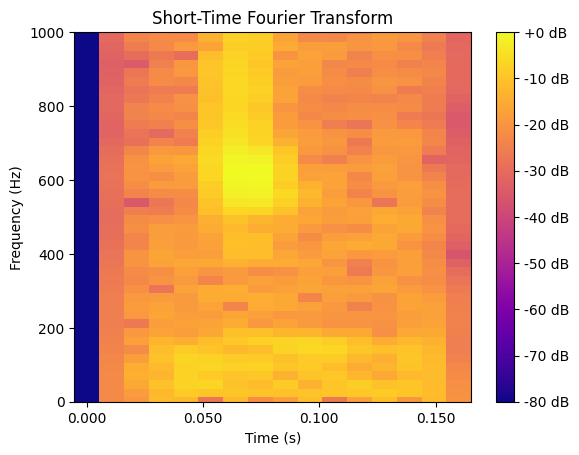 Short-Time Fourier Transform
1000
800
600
400
200
0
Frequency (Hz)
0.000
0.050
0.100
0.150
Time (s)
+0 dB
-10 dB
-20 dB
-30 dB
-40 dB
-50 dB
-60 dB
-70 dB
-80 dB